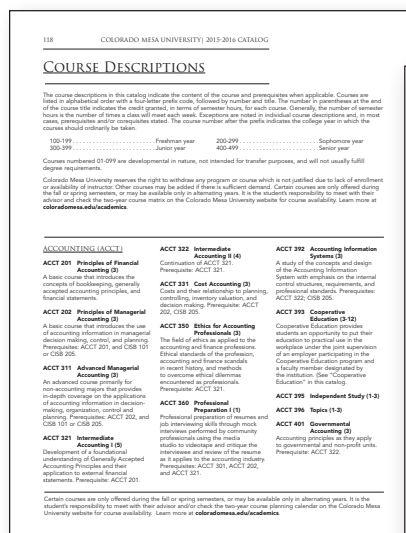 118 COLORADO MESA UNIVERSITY| 2015-2016 CATALOG
COURSE DESCRIPTIONS
The course descriptions in this catalog indicate the content of the course and prerequisites when applicable. Courses are
listed in alphabetical order with a four-letter prefix code, followed by number and title. The number in parentheses at the end
of the course title indicates the credit granted, in terms of semester hours, for each course. Generally, the number of semester
hours is the number of times a class will meet each week. Exceptions are noted in individual course descriptions and, in most
cases, prerequisites and/or corequisites stated. The course number after the prefix indicates the college year in which the
courses should ordinarily be taken.
100-199 . . . . . . . . . . . . . . . . . . Freshman year 200-299 . . . . . . . . . . . . . . . . . . Sophomore year
300-399 . . . . . . . . . . . . . . . . . . Junior year 400-499 . . . . . . . . . . . . . . . . . . Senior year
Courses numbered 01-099 are developmental in nature, not intended for transfer purposes, and will not usually fulfill
degree requirements.
Colorado Mesa University reserves the right to withdraw any program or course which is not justified due to lack of enrollment
or availability of instructor. Other courses may be added if there is sufficient demand. Certain courses are only offered during
the fall or spring semesters, or may be available only in alternating years. It is the student's responsibility to meet with their
advisor and check the two-year course matrix on the Colorado Mesa University website for course availability. Learn more at
coloradomesa.edu/academics.
ACCOUNTING (ACCT)
ACCT 201 Principles of Financial
Accounting (3)
A basic course that introduces the
concepts of bookkeeping, generally
accepted accounting principles, and
financial statements.
ACCT 202 Principles of Managerial
Accounting (3)
A basic course that introduces the use
of accounting information in managerial
decision making, control, and planning.
Prerequisites: ACCT 201, and CISB 101
or CISB 205.
ACCT 311 Advanced Managerial
Accounting (3)
An advanced course primarily for
non-accounting majors that provides
in-depth coverage on the applications
of accounting information in decision-
making, organization, control and
planning. Prerequisites: ACCT 202, and
CISB 101 or CISB 205.
ACCT 321 Intermediate
Accounting I (5)
Development of a foundational
understanding of Generally Accepted
Accounting Principles and their
application to external financial
statements. Prerequisite: ACCT 201.
ACCT 322 Intermediate
Accounting II (4)
Continuation of ACCT 321.
Prerequisite: ACCT 321.
ACCT 331 Cost Accounting (3)
Costs and their relationship to planning,
controlling, inventory valuation, and
decision making. Prerequisites: ACCT
202, CISB 205.
ACCT 350 Ethics for Accounting
Professionals (3)
The field of ethics as applied to the
accounting and finance professions.
Ethical standards of the profession,
accounting and finance scandals
in recent history, and methods
to overcome ethical dilemmas
encountered as professionals.
Prerequisite: ACCT 321.
ACCT 360 Professional
Preparation I (1)
Professional preparation of resumes and
job interviewing skills through mock
interviews performed by community
professionals using the media
studio to videotape and critique the
interviewee and review of the resume
as it applies to the accounting industry.
Prerequisites: ACCT 301, ACCT 202,
and ACCT 321.
ACCT 392 Accounting Information
Systems (3)
A study of the concepts and design
of the Accounting Information
System with emphasis on the internal
control structures, requirements, and
professional standards. Prerequisites:
ACCT 322; CISB 205.
ACCT 393 Cooperative
Education (3-12)
Cooperative Education provides
students an opportunity to put their
education to practical use in the
workplace under the joint supervision
of an employer participating in the
Cooperative Education program and
a faculty member designated by
the institution. (See "Cooperative
Education" in this catalog.
ACCT 395 Independent Study (1-3)
ACCT 396 Topics (1-3)
ACCT 401 Governmental
Accounting (3)
Accounting principles as they apply
to governmental and non-profit units.
Prerequisite: ACCT 322.
Certain courses are only offered during the fall or spring semesters, or may be available only in alternating years. It is the
student's responsibility to meet with their advisor and/or check the two-year course planning calendar on the Colorado Mesa
University website for course availability. Learn more at coloradomesa.edu/academics.